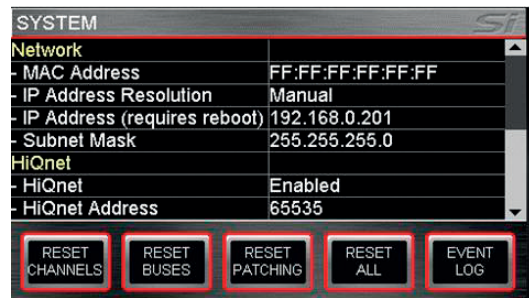 SYSTEM
Si
Network
- MAC Address FF:FF:FF:FF:FF:FF
- IP Address Resolution Manual
- IP Address (requires reboot) 192.168.0.201
- Subnet Mask 255.255.255.0
HiQnet
- HiQnet Enabled
- HiQnet Address 65535
RESET CHANNELS
RESET BUSES
RESET PATCHING
RESET ALL
EVENT LOG